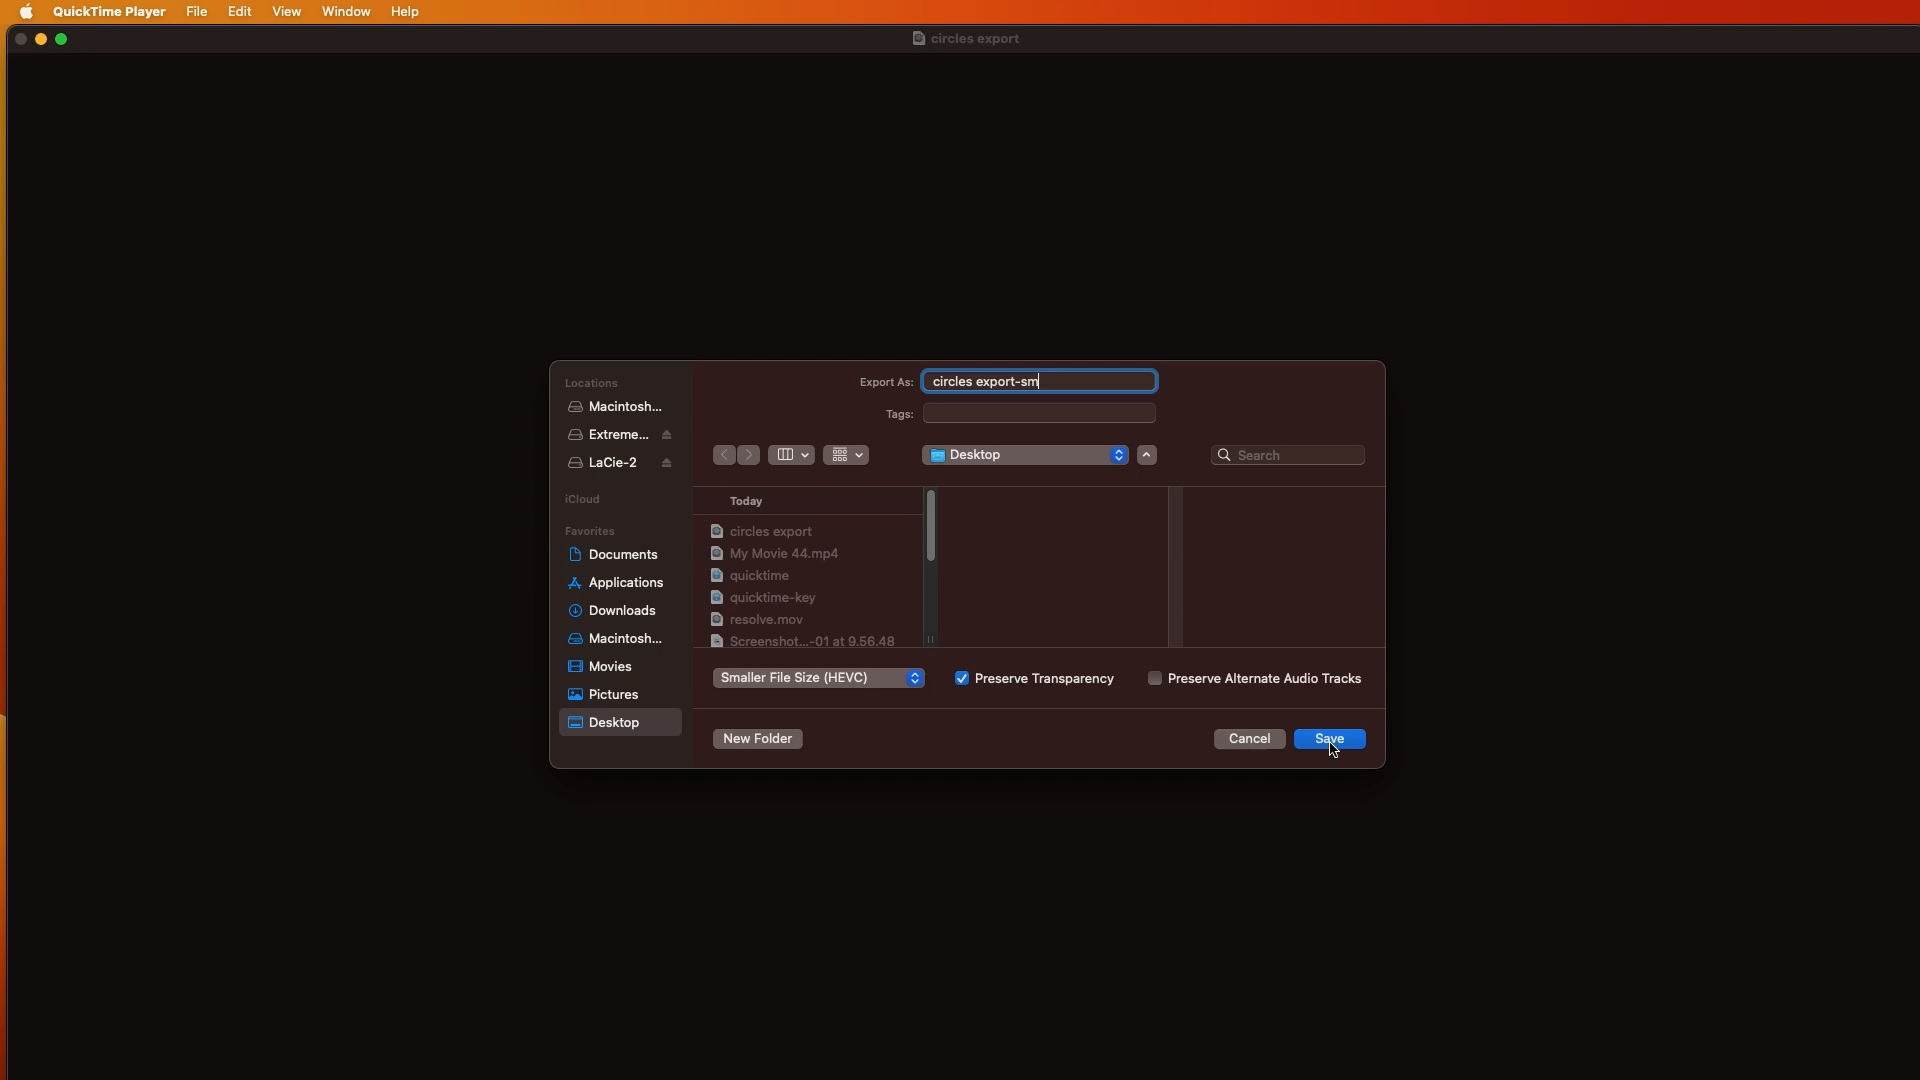 QuickTime Player File Edit View Window Help
circles export
Locations
Macintosh...
Extreme...
LaCie-2
iCloud
Favorites
Documents
Applications
Downloads
Macintosh...
Movies
Pictures
Desktop
Export As: circles export-sm
Tags:
Desktop
Search
Today
circles export
My Movie 44.mp4
quicktime
quicktime-key
resolve.mov
Screenshot...-01 at 9.56.48
Smaller File Size (HEVC) Preserve Transparency Preserve Alternate Audio Tracks
New Folder Cancel Save